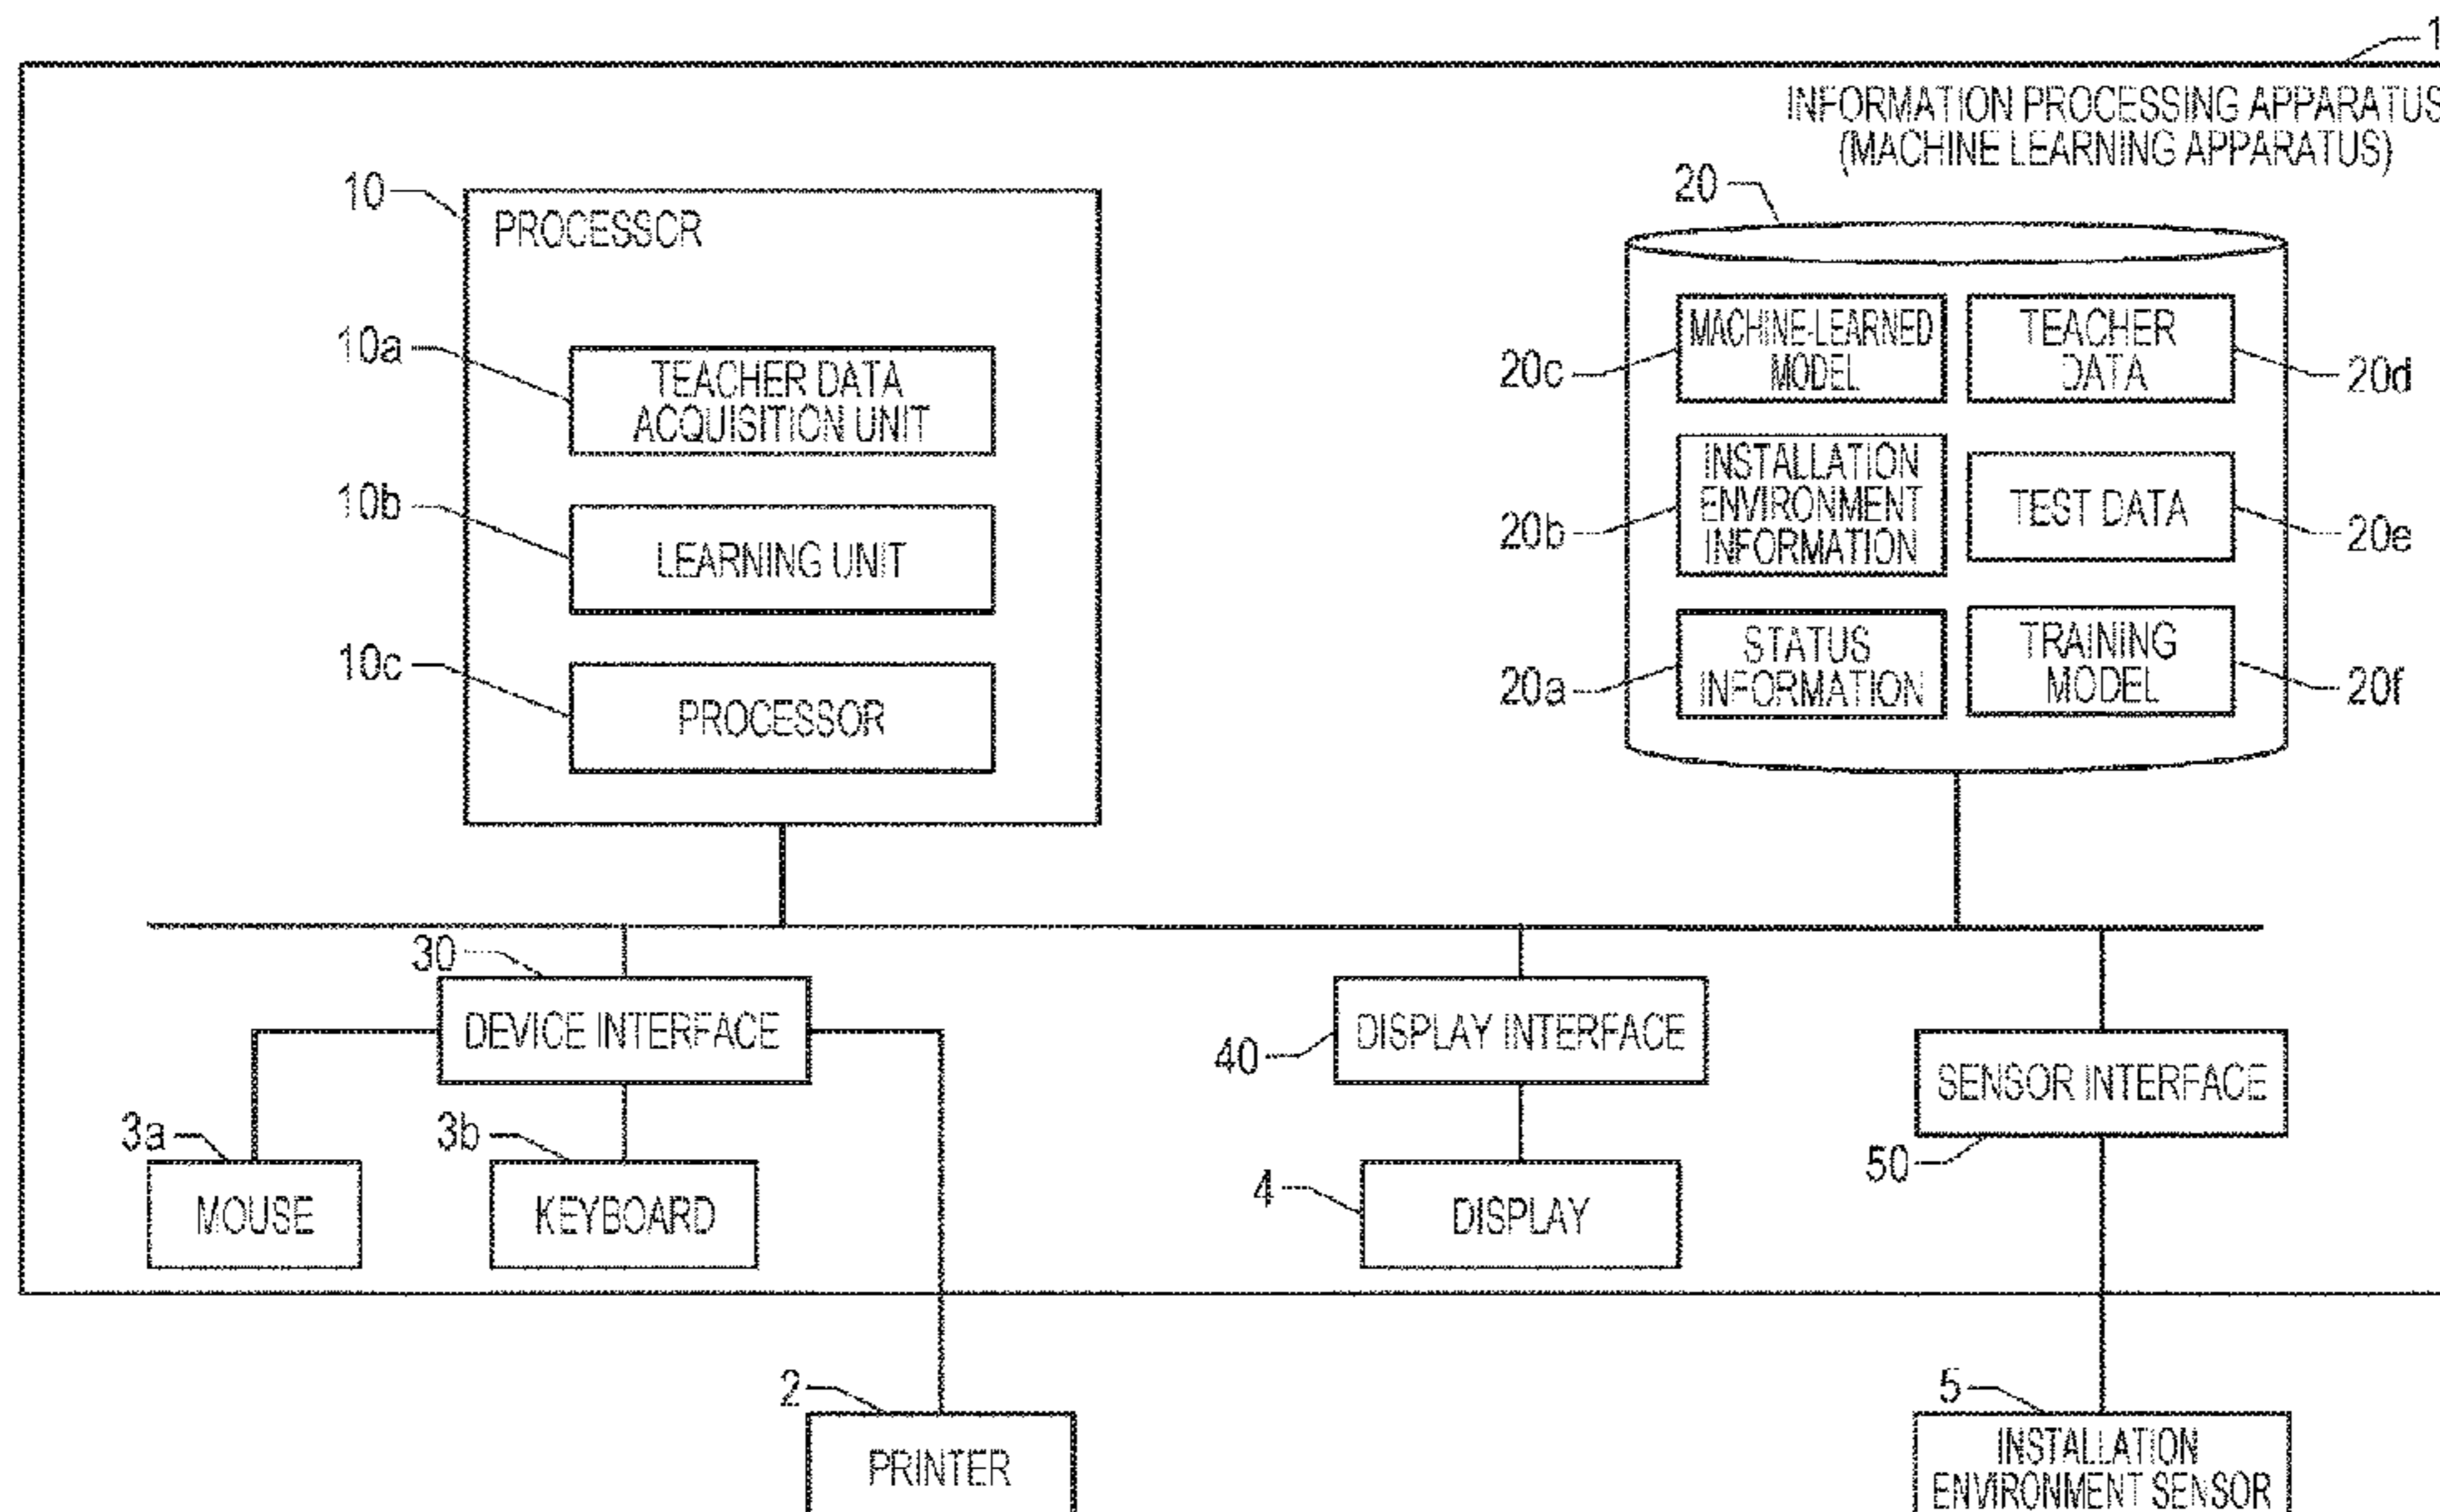 1
INFORMATION PROCESSING APPARATUS
(MACHINE LEARNING APPARATUS)
10
PROCESSOR
10a
TEACHER DATA
ACQUISITION UNIT
10b
LEARNING UNIT
10c
PROCESSOR
20
20c
MACHINE-LEARNED
MODEL
TEACHER
DATA
20d
20b
INSTALLATION
ENVIRONMENT
INFORMATION
TEST DATA
20e
20a
STATUS
INFORMATION
TRAINING
MODEL
20f
30
DEVICE INTERFACE
40
DISPLAY INTERFACE
SENSOR INTERFACE
50
3a
MOUSE
3b
KEYBOARD
4
DISPLAY
2
PRINTER
5
INSTALLATION
ENVIRONMENT SENSOR